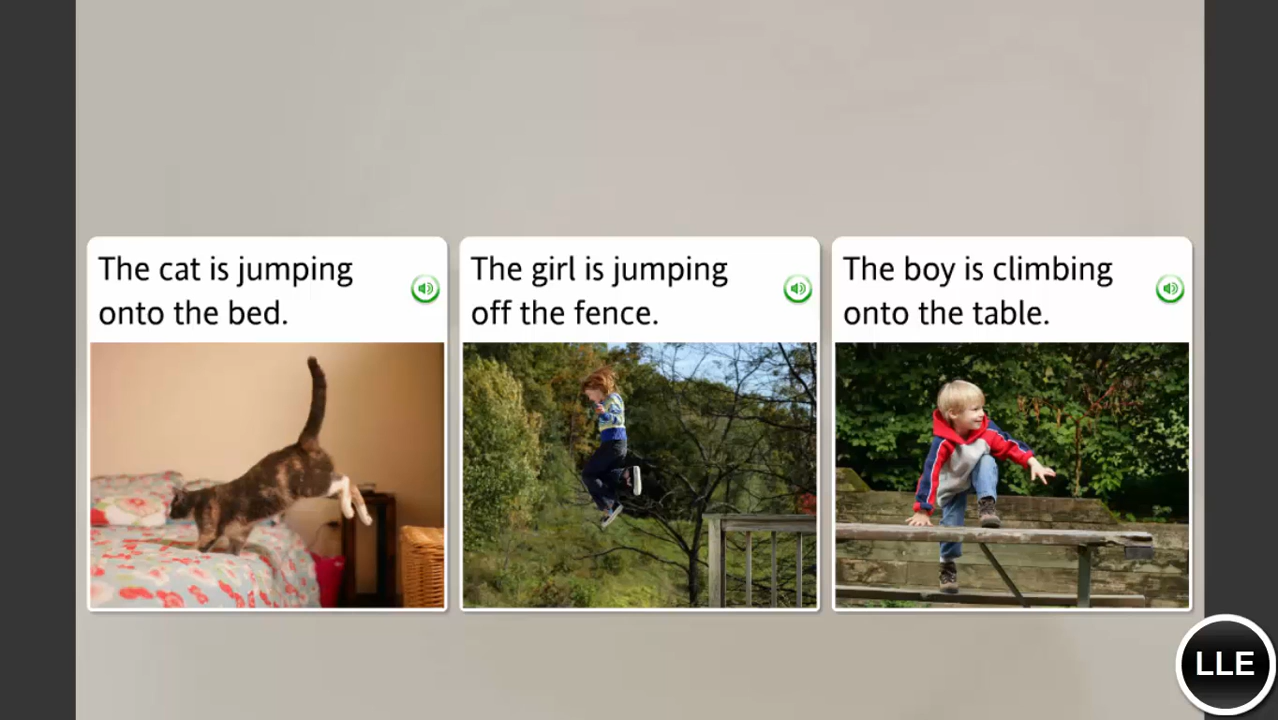 The cat is jumping
onto the bed.
The girl is jumping
off the fence.
The boy is climbing
onto the table.
LLE